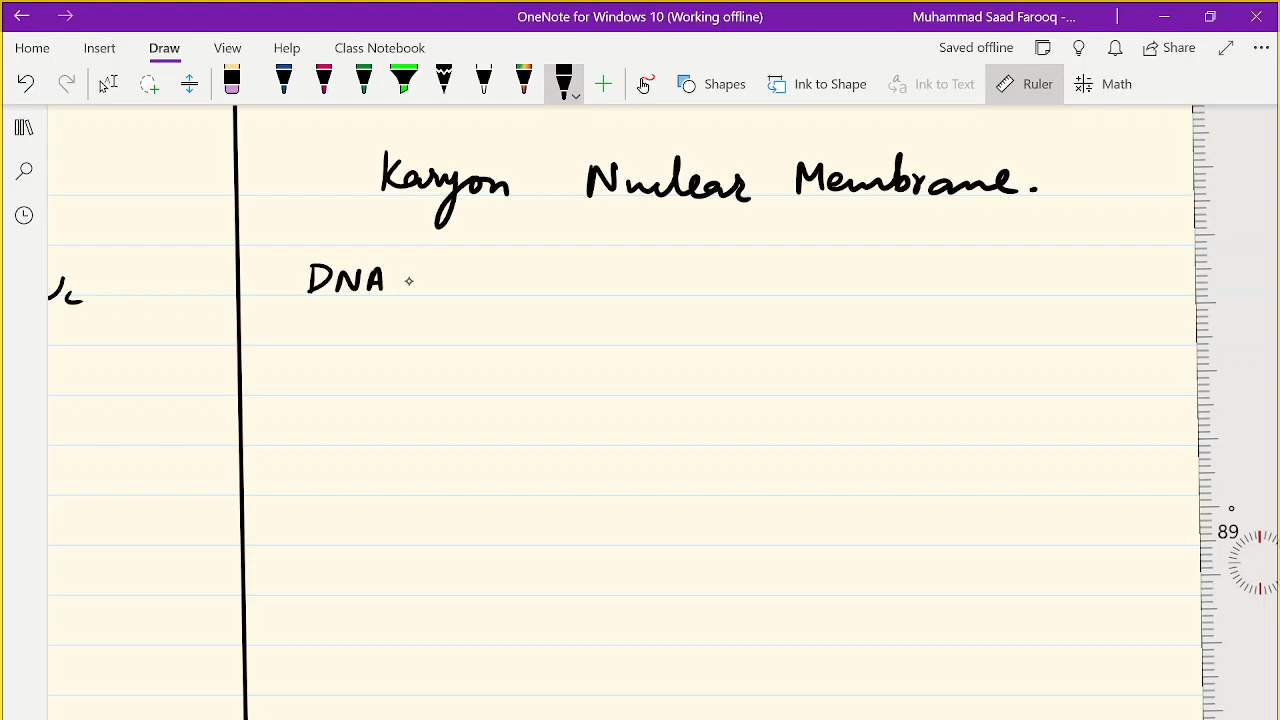 OneNote for Windows 10 (Working offline) Muhammad Saad Farooq -...
Home Insert Draw View Help Class Notebook Saved offline Share
Shapes Ink to Shape Ink to Text Ruler Math
Karyon Nuclear Membrane.
DNA
89